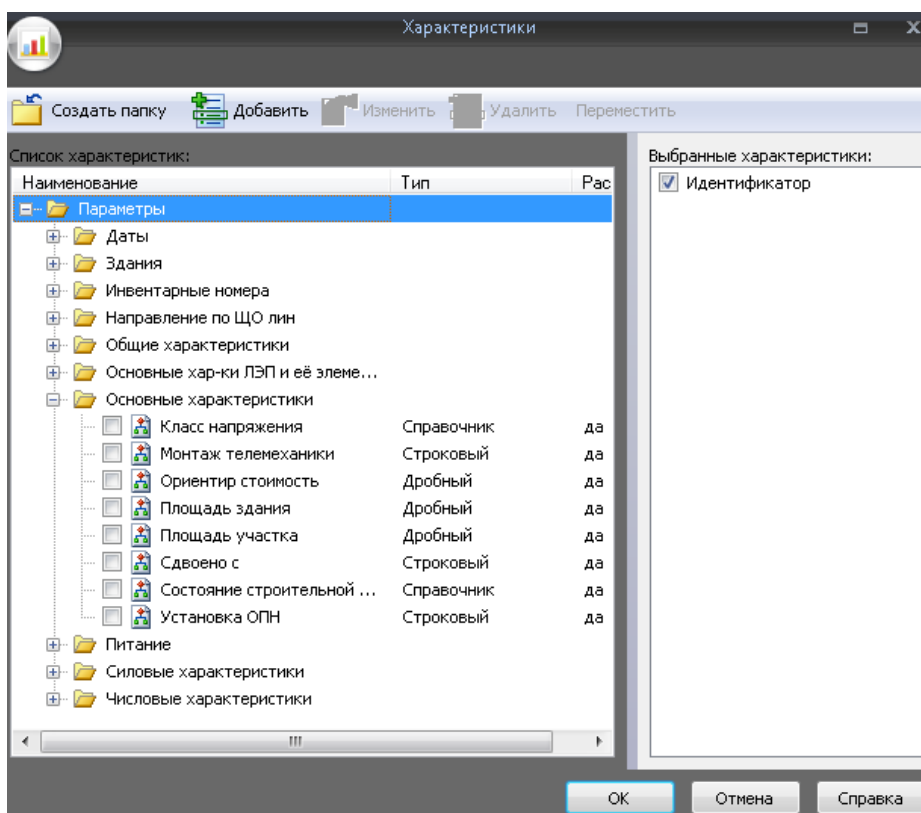 Характеристики
Создать папку Добавить Изменить Удалить Переместить
Список характеристик: Выбранные характеристики:
Наименование Тип Рас
Идентификатор
Параметры
Даты
Здания
Инвентарные номера
Направление по ЩО лин
Общие характеристики
Основные хар-ки ЛЭП и её элеме...
Основные характеристики
Класс напряжения Справочник да
Монтаж телемеханики Строковый да
Ориентир стоимость Дробный да
Площадь здания Дробный да
Площадь участка Дробный да
Сдвоено с Строковый да
Состояние строительной ... Справочник да
Установка ОПН Строковый да
Питание
Силовые характеристики
Числовые характеристики
ОК Отмена Справка